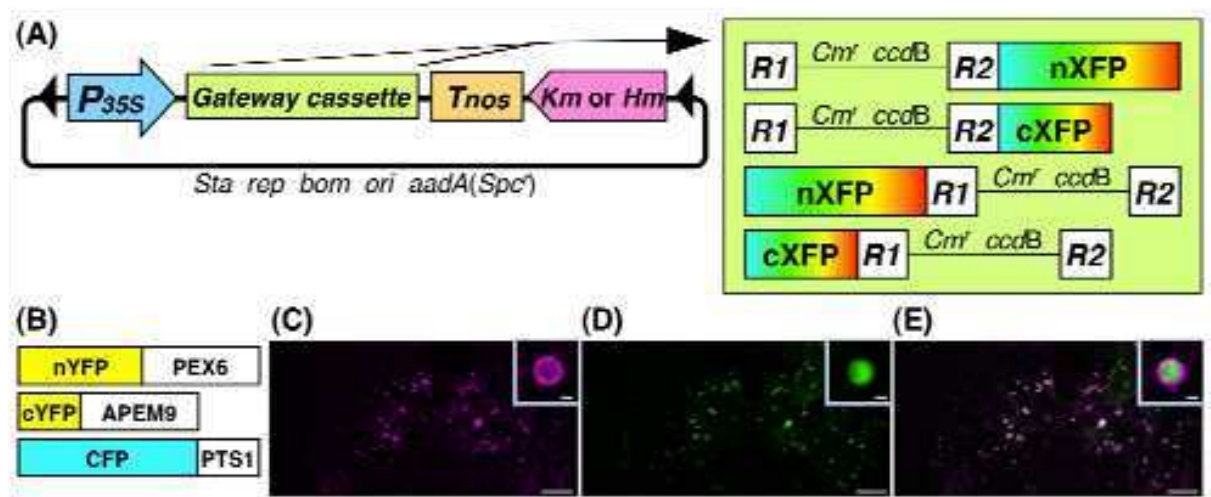 (A)
P35S Gateway cassette Tnos Km or Hm
Sta rep bom ori aadA(Spcʳ)
R1 Cmʳ ccdB R2 nXFP
R1 Cmʳ ccdB R2 cXFP
nXFP R1 Cmʳ ccdB R2
cXFP R1 Cmʳ ccdB R2
(B)
nYFP PEX6
cYFP APEM9
CFP PTS1
(C)
(D)
(E)